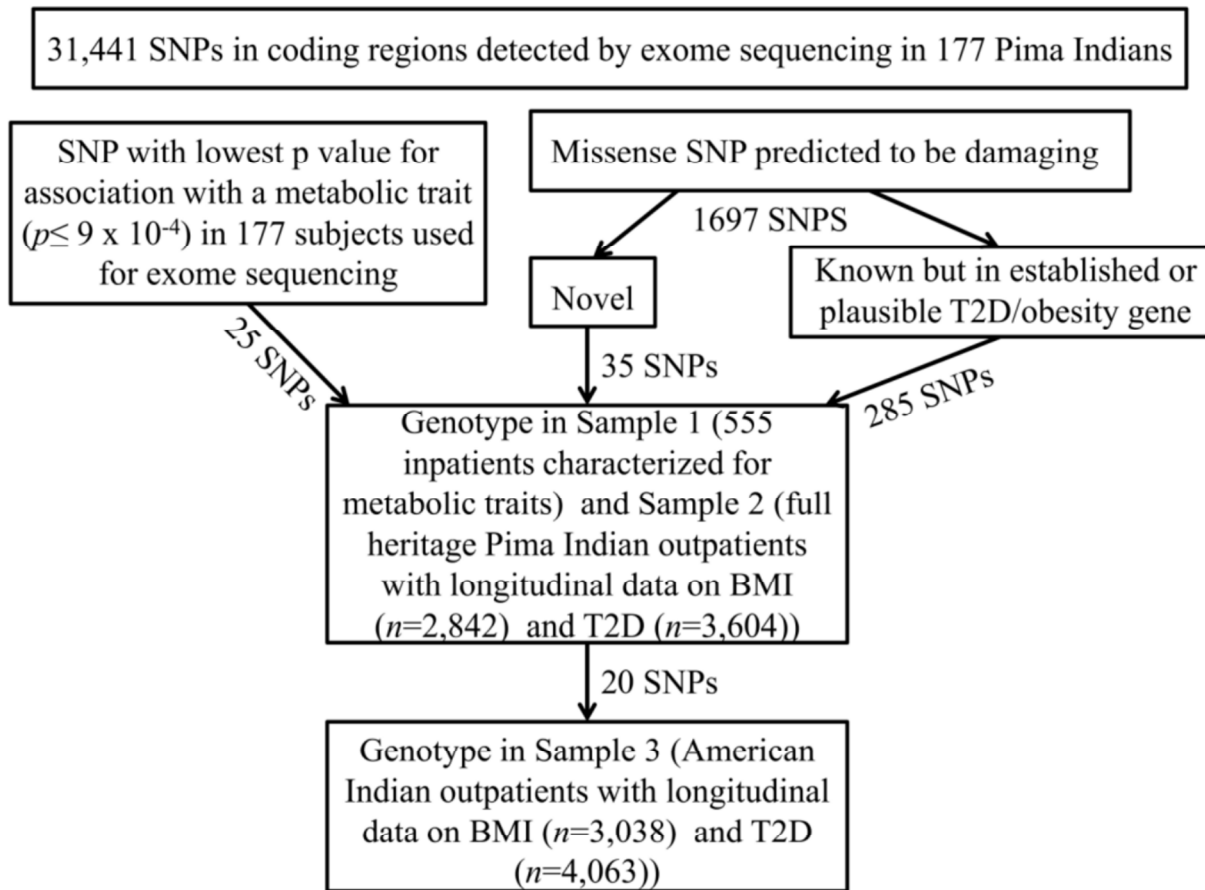 31,441 SNPs in coding regions detected by exome sequencing in 177 Pima Indians
SNP with lowest p value for
association with a metabolic trait
(p≤ 9 x 10-4) in 177 subjects used
for exome sequencing
Missense SNP predicted to be damaging
1697 SNPS
Novel
Known but in established or
plausible T2D/obesity gene
25 SNPs
35 SNPs
285 SNPs
Genotype in Sample 1 (555
inpatients characterized for
metabolic traits) and Sample 2 (full
heritage Pima Indian outpatients
with longitudinal data on BMI
(n=2,842) and T2D (n=3,604))
20 SNPs
Genotype in Sample 3 (American
Indian outpatients with longitudinal
data on BMI (n=3,038) and T2D
(n=4,063))